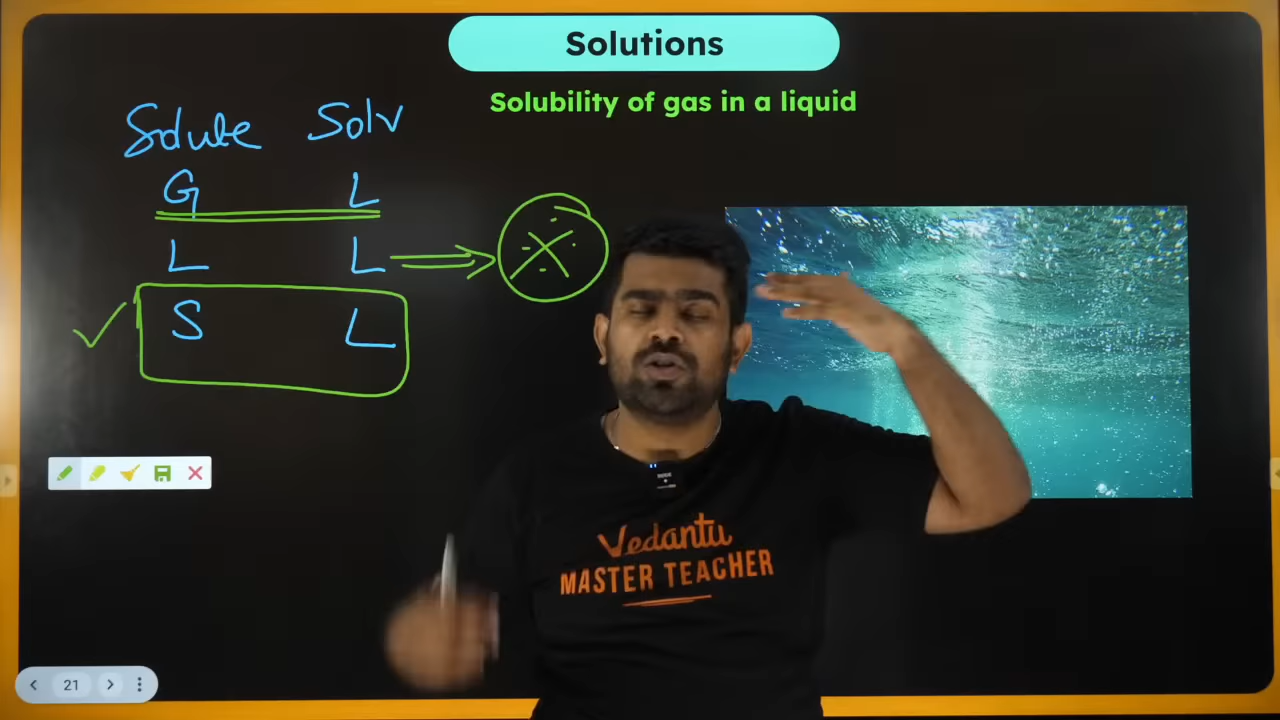 Solutions
Solubility of gas in a liquid
Solute Solv
G L
L L
S L
Vedantu
MASTER TEACHER
21